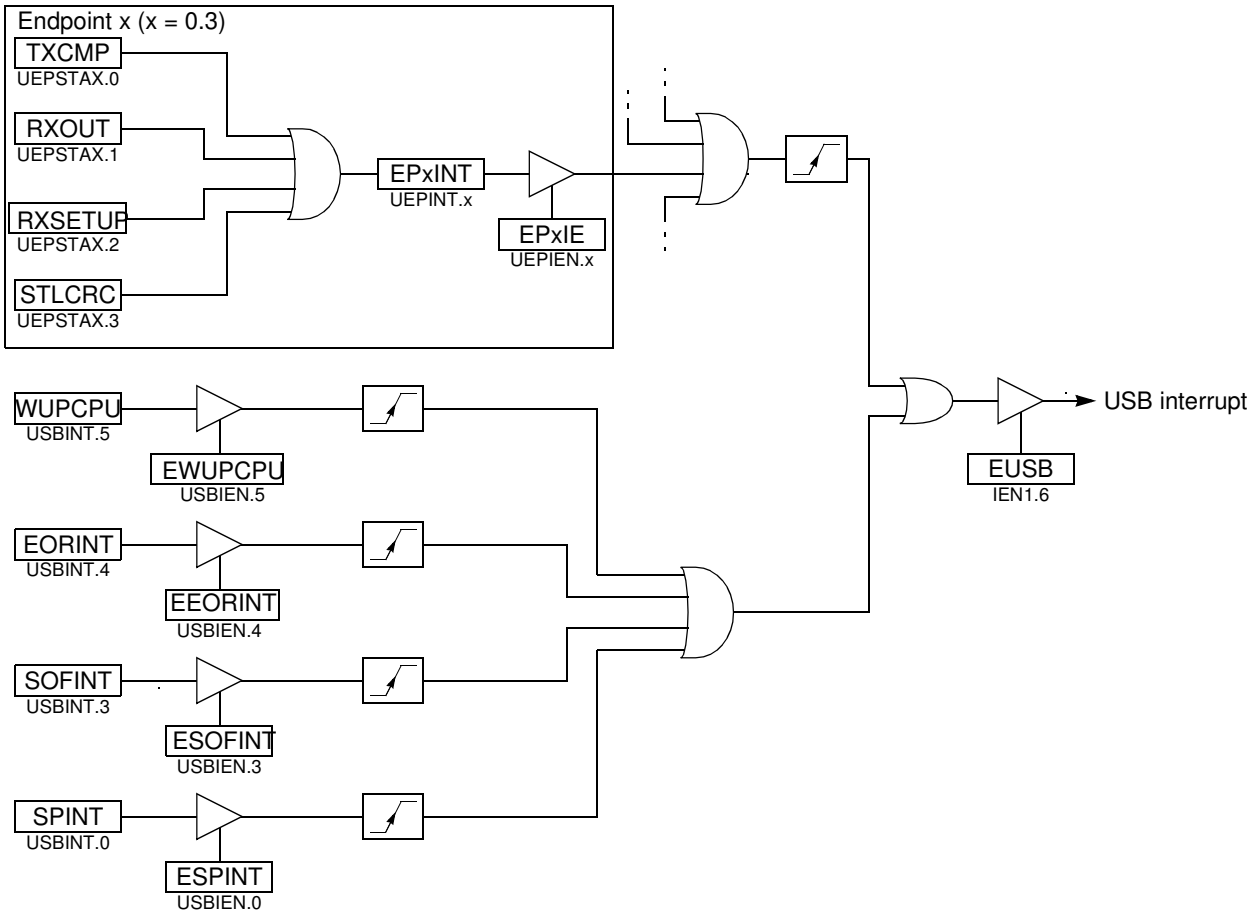 Endpoint x (x = 0.3)
TXCMP
UEPSTAX.0
RXOUT
UEPSTAX.1
RXSETUP
UEPSTAX.2
STLCRC
UEPSTAX.3
EPxINT
UEPINT.x
EPxIE
UEPIEN.x
WUPCPU
USBINT.5
EWUPCPU
USBIEN.5
EORINT
USBINT.4
EEORINT
USBIEN.4
SOFINT
USBINT.3
ESOFINT
USBIEN.3
SPINT
USBINT.0
ESPINT
USBIEN.0
USB interrupt
EUSB
IEN1.6